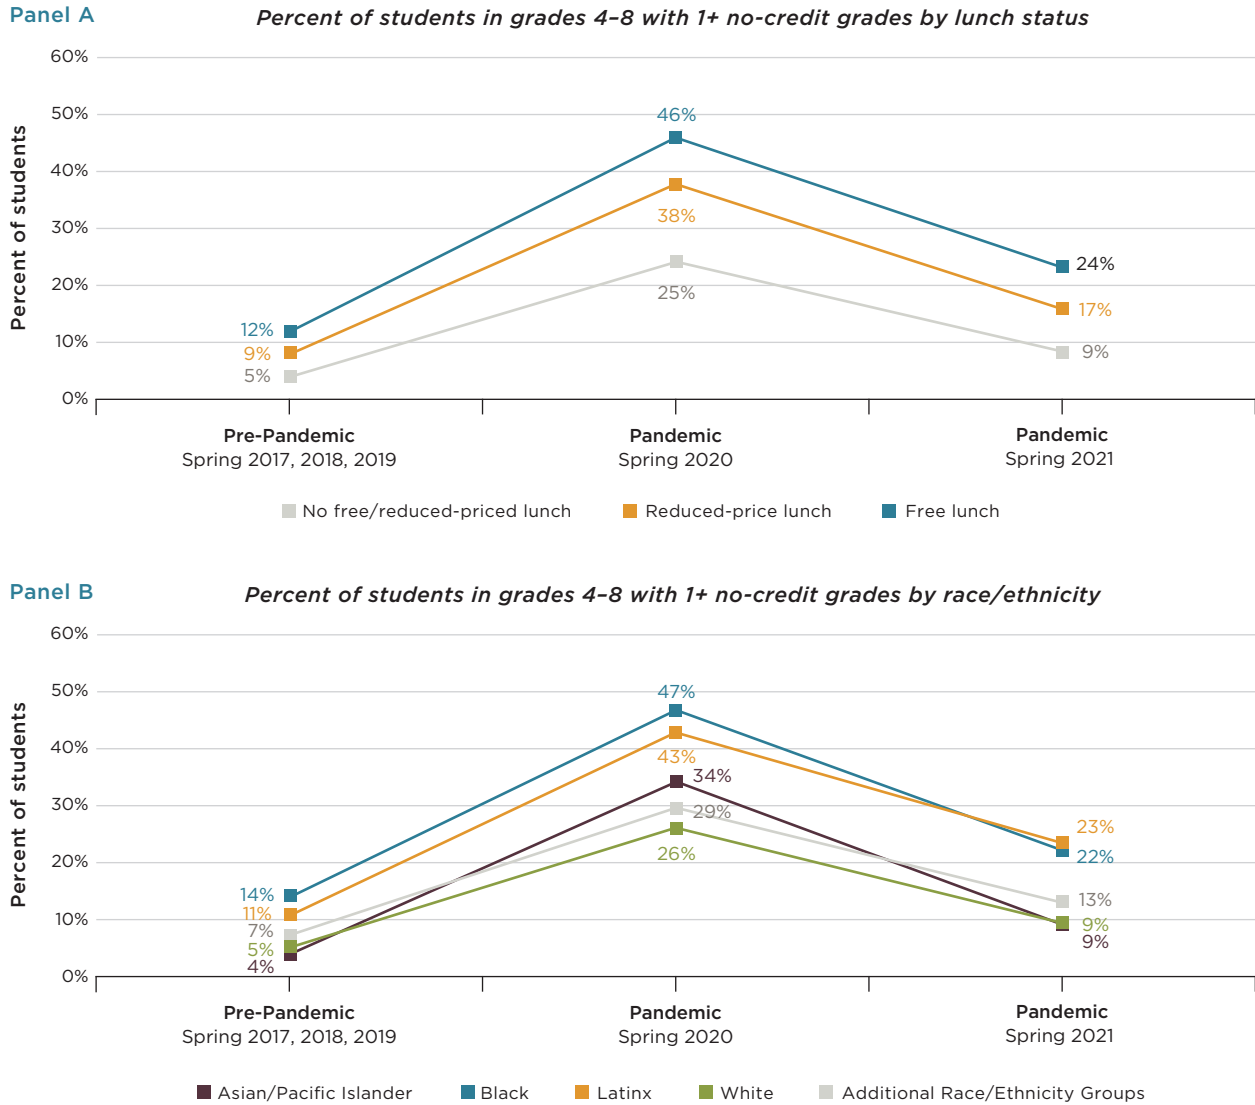 Panel A
Percent of students in grades 4–8 with 1+ no-credit grades by lunch status
Percent of students
60%
50%
40%
30%
20%
10%
0%
12%
9%
5%
46%
38%
25%
24%
17%
9%
Pre-Pandemic
Spring 2017, 2018, 2019
Pandemic
Spring 2020
Pandemic
Spring 2021
No free/reduced-priced lunch
Reduced-price lunch
Free lunch
Panel B
Percent of students in grades 4–8 with 1+ no-credit grades by race/ethnicity
Percent of students
60%
50%
40%
30%
20%
10%
0%
14%
11%
7%
5%
4%
47%
43%
34%
29%
26%
23%
22%
13%
9%
9%
Pre-Pandemic
Spring 2017, 2018, 2019
Pandemic
Spring 2020
Pandemic
Spring 2021
Asian/Pacific Islander
Black
Latinx
White
Additional Race/Ethnicity Groups